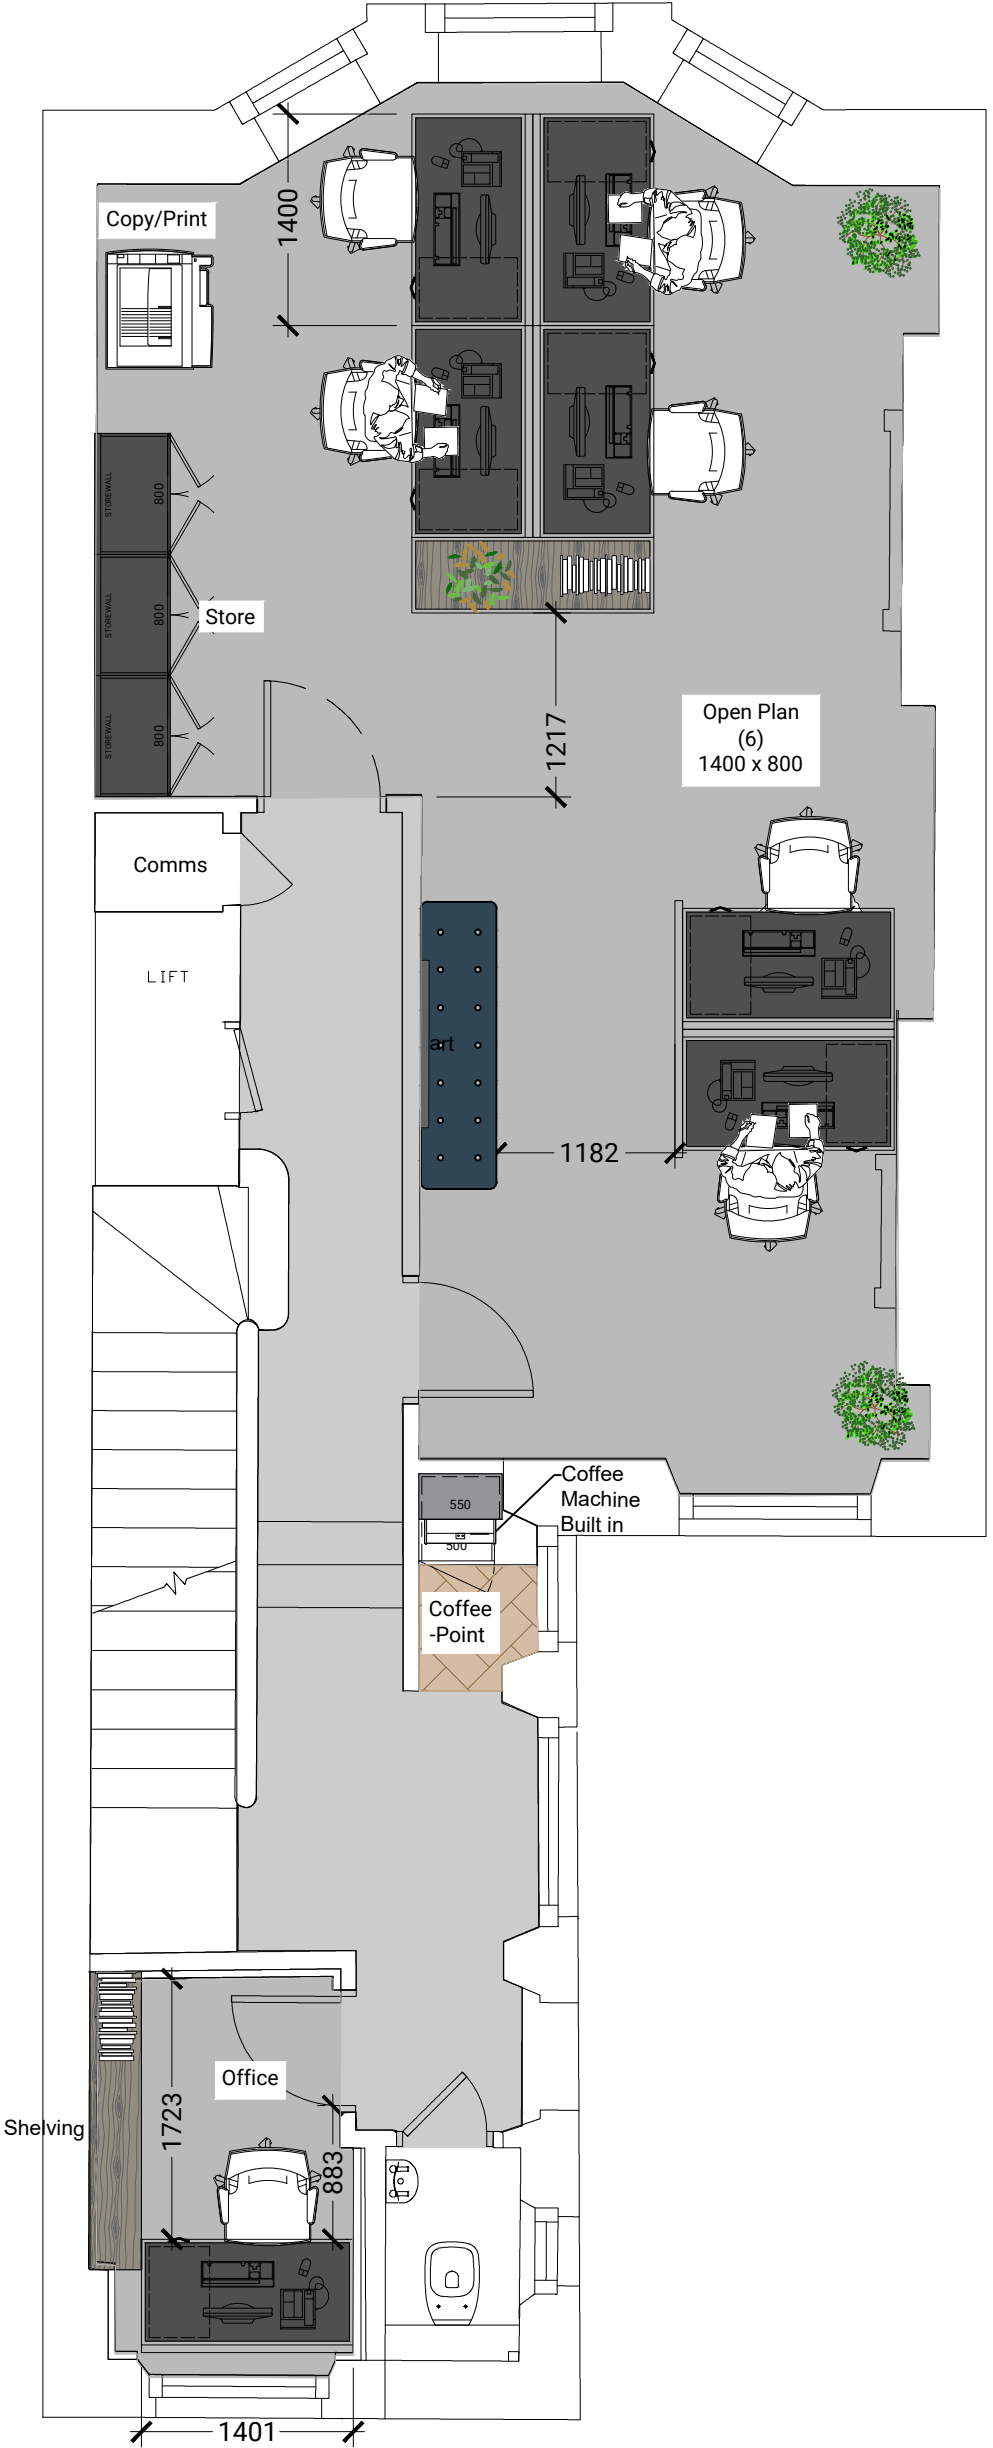 Copy/Print
1400
STOREWALL
800
STOREWALL
800
Store
STOREWALL
800
1217
Open Plan
(6)
1400 x 800
Comms
LIFT
art
1182
Coffee
Machine
Built in
550
500
Coffee
-Point
Office
Shelving
1723
883
1401